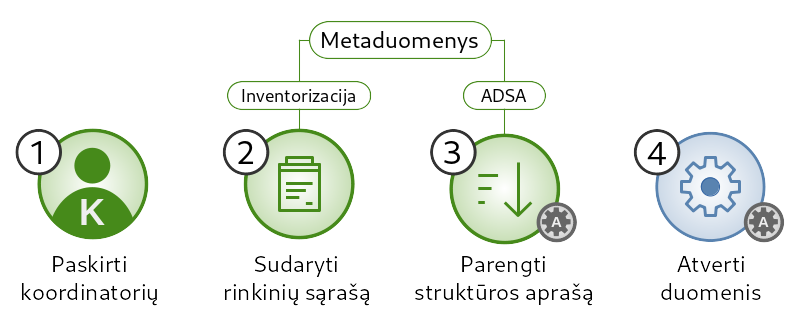 Metaduomenys
Inventorizacija
ADSA
1
K
Paskirti
koordinatorių
2
Sudaryti
rinkinių sąrašą
3
A
Parengti
struktūros aprašą
4
A
Atverti
duomenis